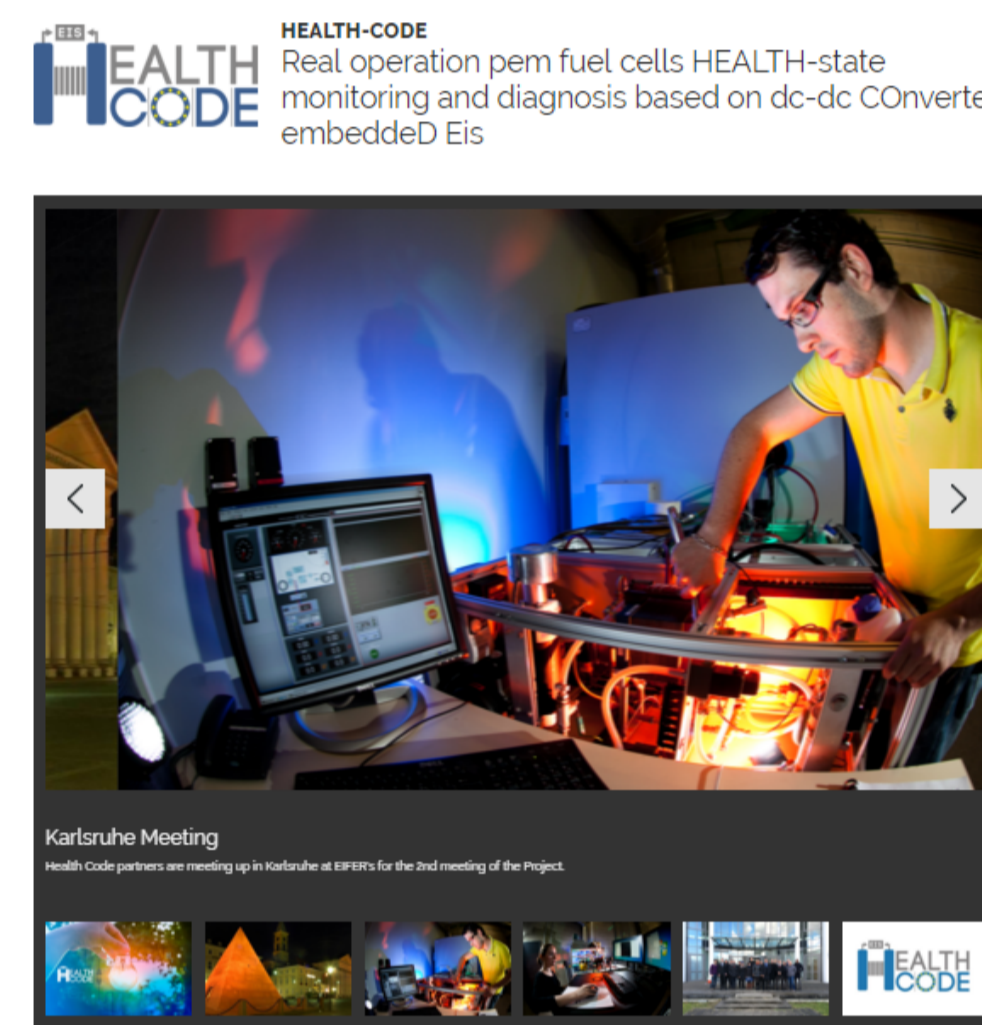 EIS
HEALTH
CODE
HEALTH-CODE
Real operation pem fuel cells HEALTH-state
monitoring and diagnosis based on dc-dc COnverte
embeddeD Eis
Karlsruhe Meeting
Health Code partners are meeting up in Karlsruhe at EIFER's for the 2nd meeting of the Project.
HEALTH
CODE
EIS
HEALTH
CODE